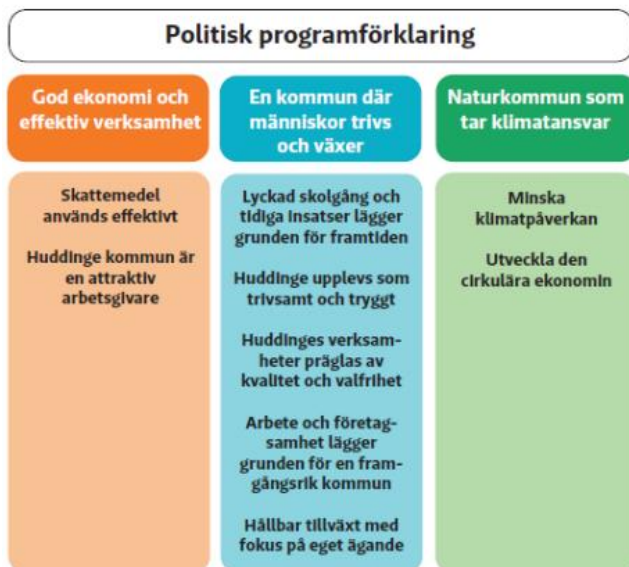 Politisk programförklaring
God ekonomi och
effektiv verksamhet
Skattemedel
används effektivt
Huddinge kommun är
en attraktiv
arbetsgivare
En kommun där
människor trivs
och växer
Lyckad skolgång och
tidiga insatser lägger
grunden för framtiden
Huddinge upplevs som
trivsamt och tryggt
Huddinges verksam-
heter präglas av
kvalitet och valfrihet
Arbete och företag-
samhet lägger
grunden för en fram-
gångsrik kommun
Hållbar tillväxt med
fokus på eget ägande
Naturkommun som
tar klimatansvar
Minska
klimatpåverkan
Utveckla den
cirkulära ekonomin